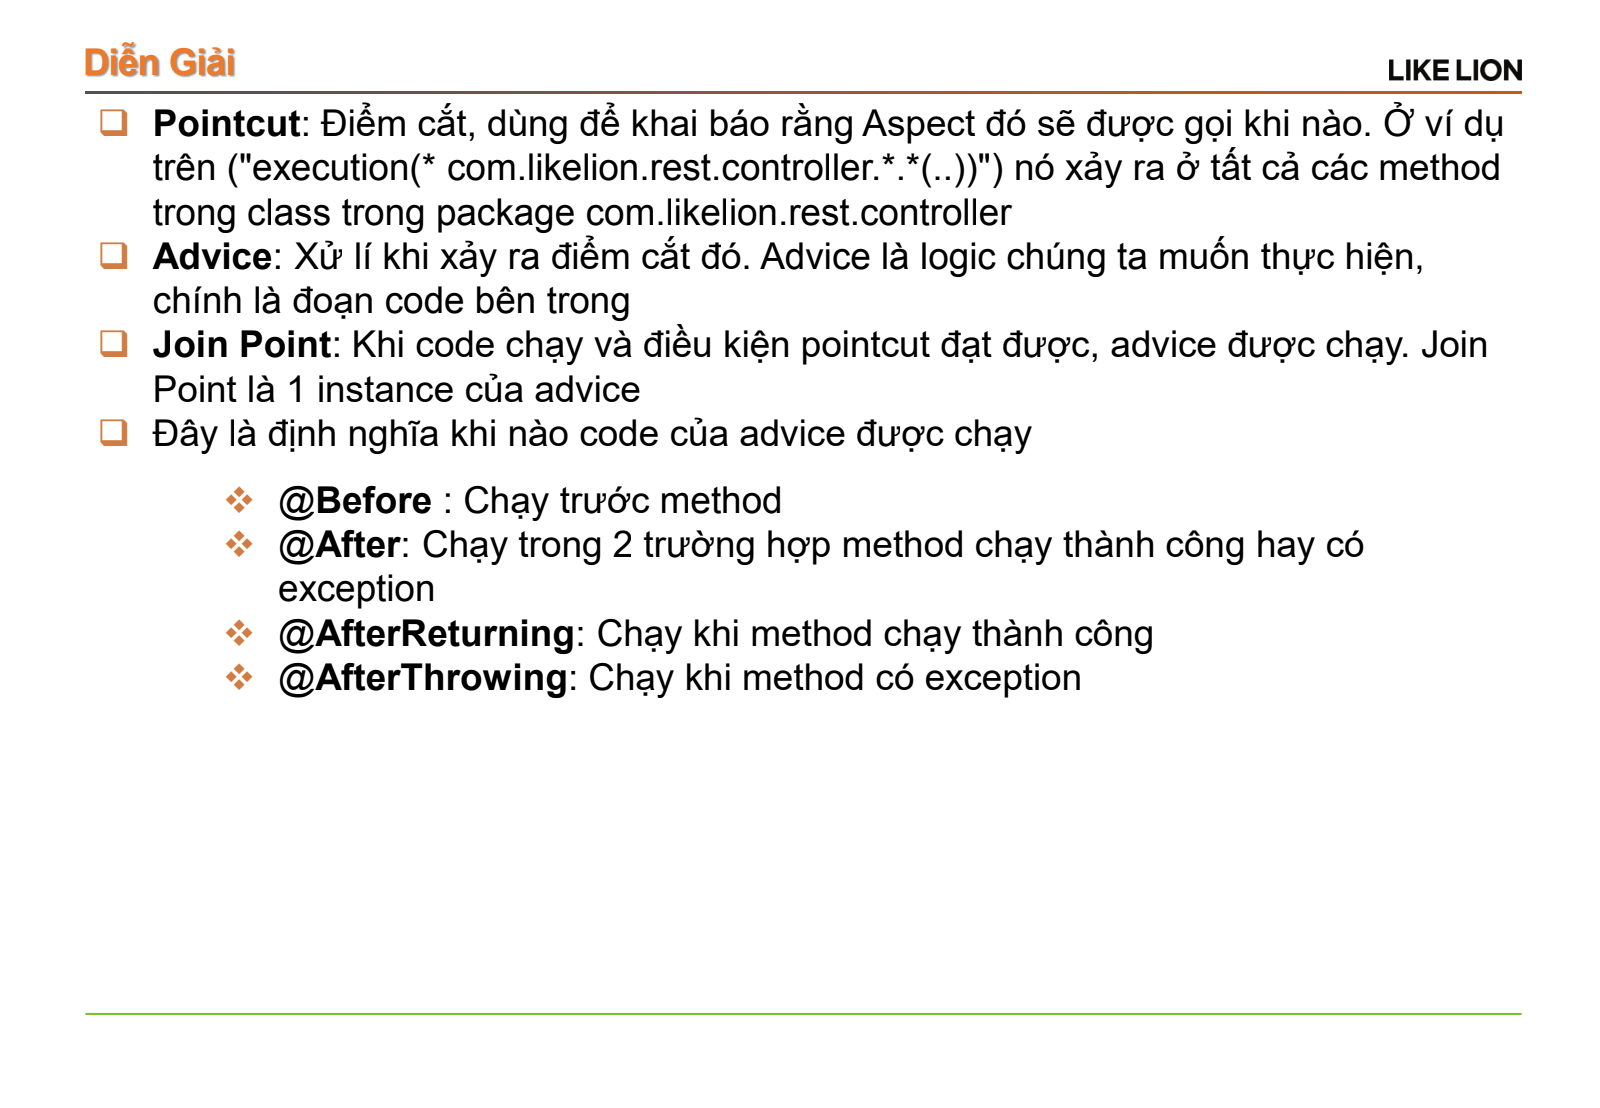 Diễn Giải
LIKE LION
Pointcut: Điểm cắt, dùng để khai báo rằng Aspect đó sẽ được gọi khi nào. Ở ví dụ
trên ("execution(* com.likelion.rest.controller.*.*(..))") nó xảy ra ở tất cả các method
trong class trong package com.likelion.rest.controller
Advice: Xử lí khi xảy ra điểm cắt đó. Advice là logic chúng ta muốn thực hiện,
chính là đoạn code bên trong
Join Point: Khi code chạy và điều kiện pointcut đạt được, advice được chạy. Join
Point là 1 instance của advice
Đây là định nghĩa khi nào code của advice được chạy
@Before : Chạy trước method
@After: Chạy trong 2 trường hợp method chạy thành công hay có
exception
@AfterReturning: Chạy khi method chạy thành công
@AfterThrowing: Chạy khi method có exception